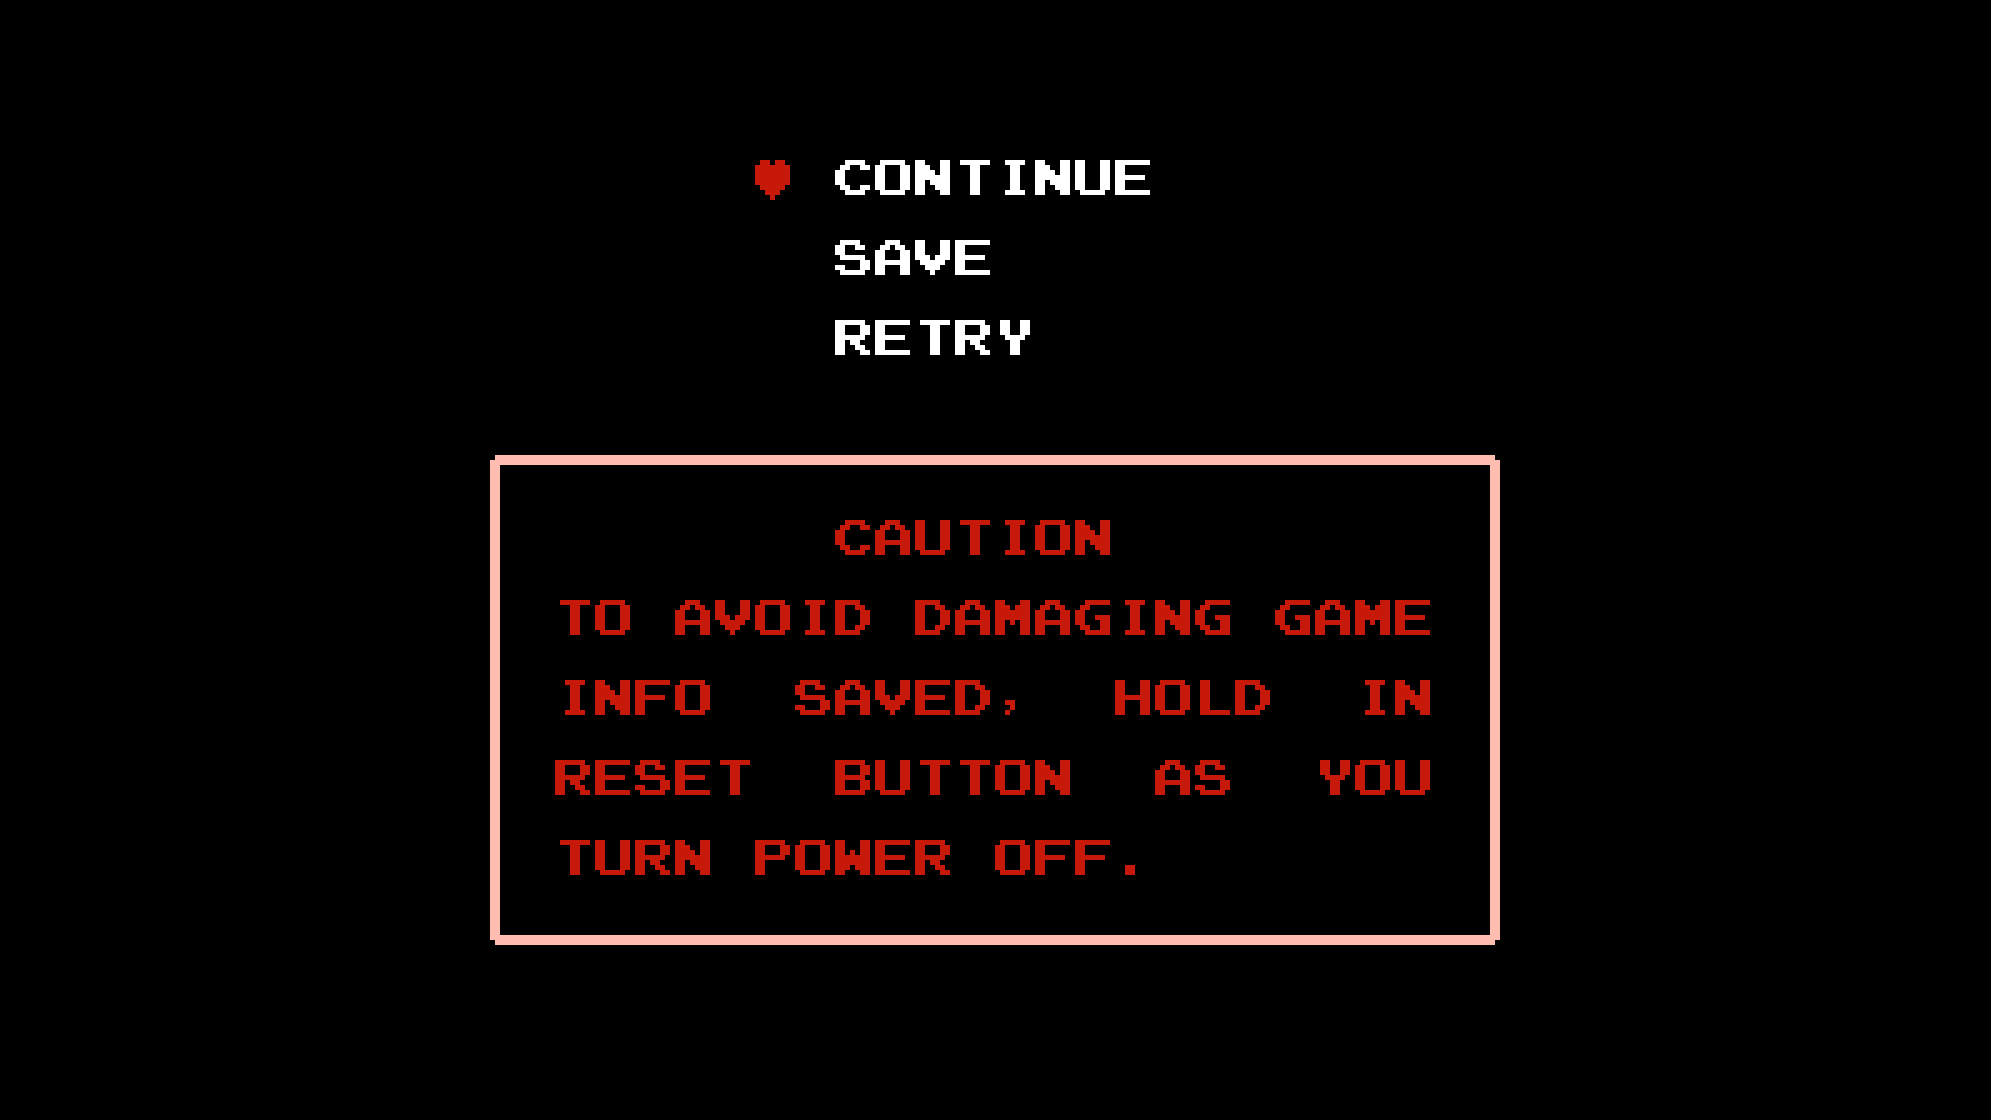 CONTINUE
SAVE
RETRY
CAUTION
TO AVOID DAMAGING GAME
INFO SAVED, HOLD IN
RESET BUTTON AS YOU
TURN POWER OFF.